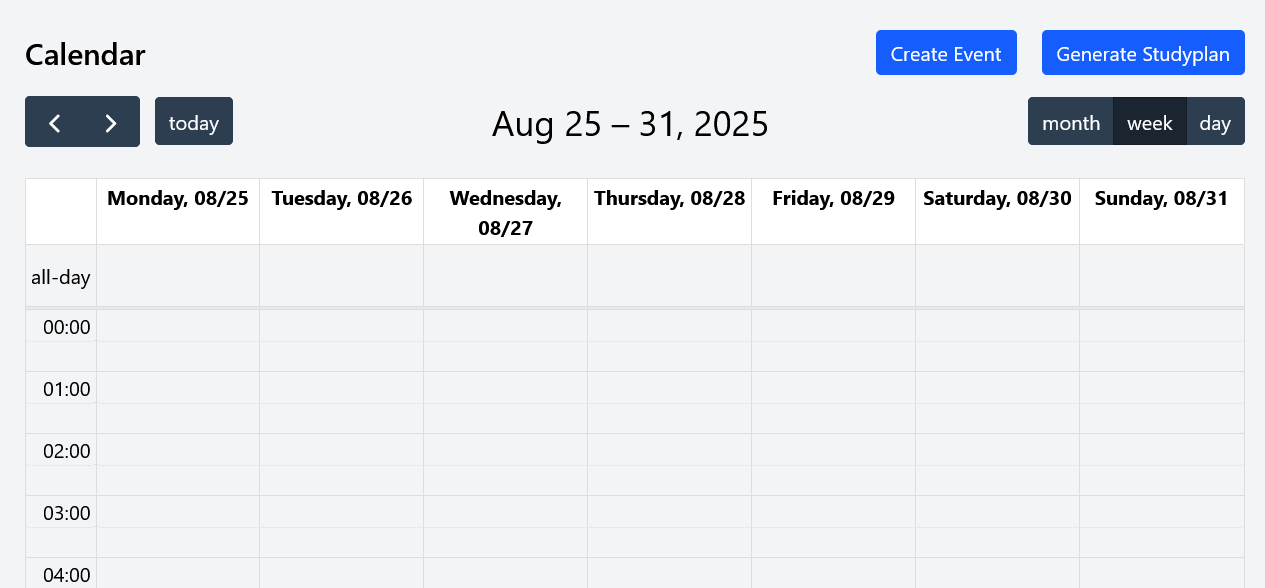 Calendar
Create Event
Generate Studyplan
today
Aug 25 – 31, 2025
month
week
day
Monday, 08/25
Tuesday, 08/26
Wednesday,
08/27
Thursday, 08/28
Friday, 08/29
Saturday, 08/30
Sunday, 08/31
all-day
00:00
01:00
02:00
03:00
04:00